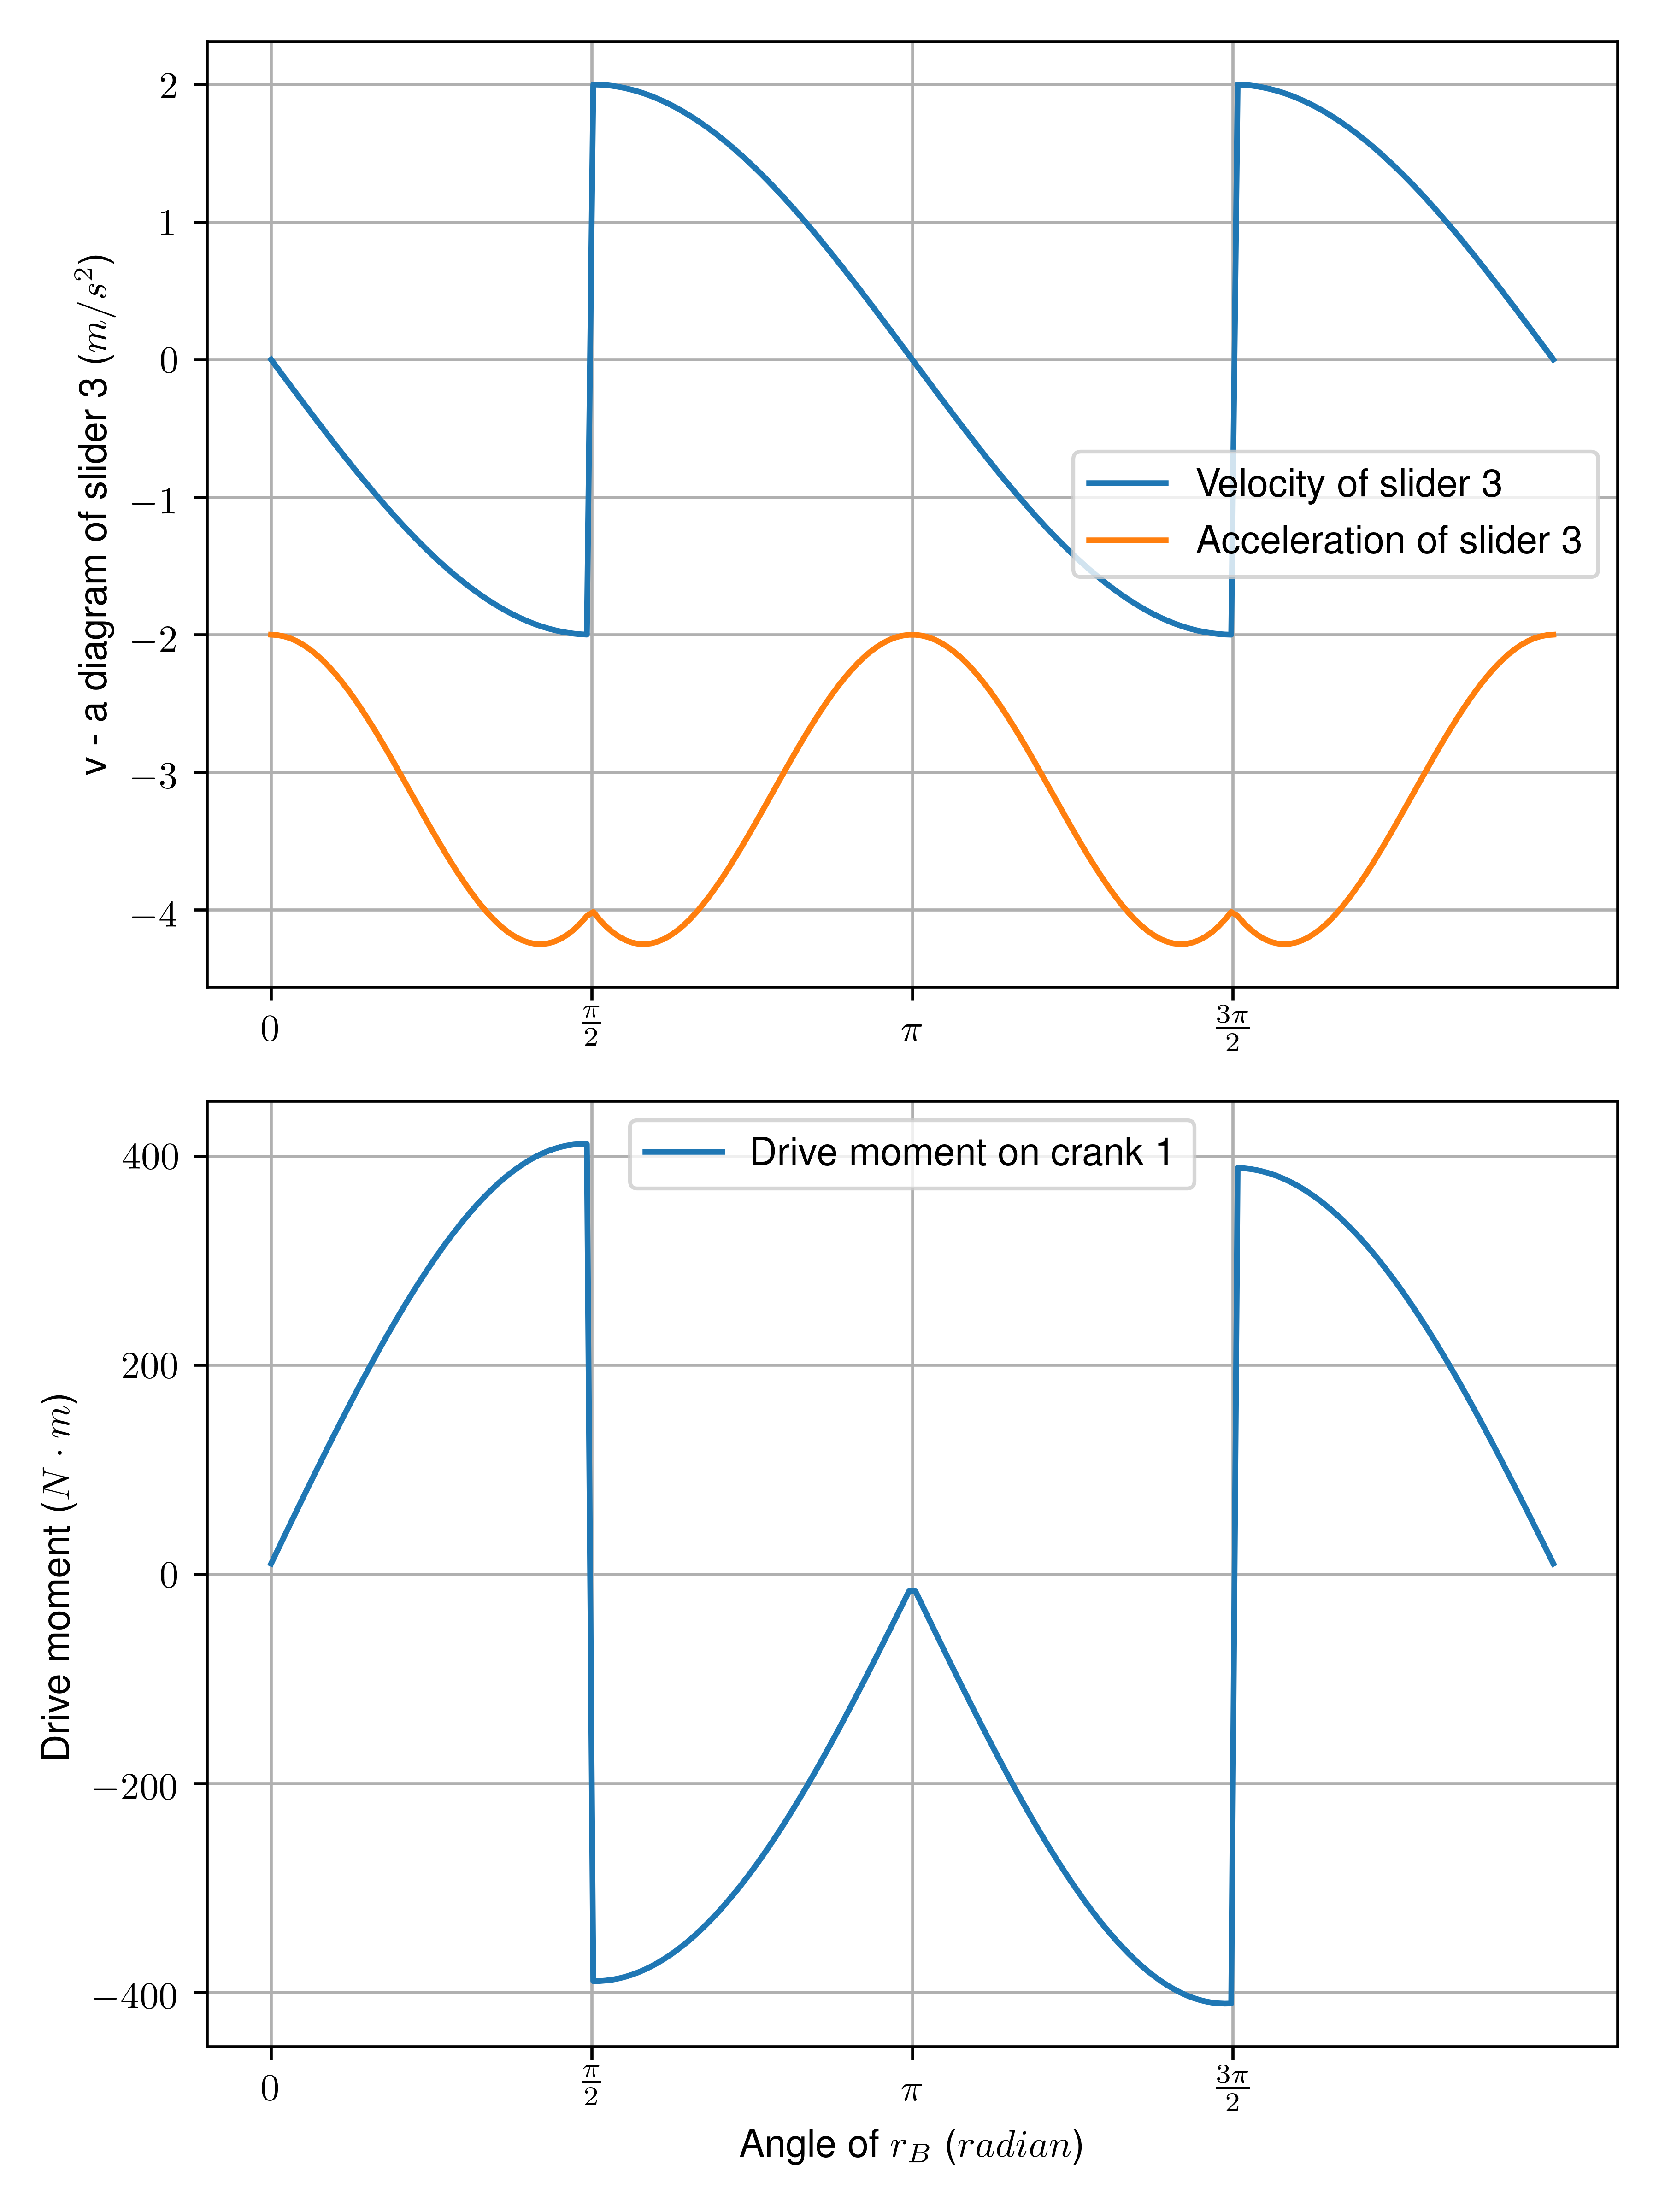 v - a diagram of slider 3 (m/s²)
2
1
0
−1
−2
−3
−4
Velocity of slider 3
Acceleration of slider 3
0
π/2
π
3π/2
Drive moment (N · m)
400
200
0
−200
−400
Drive moment on crank 1
0
π/2
π
3π/2
Angle of r_B (radian)